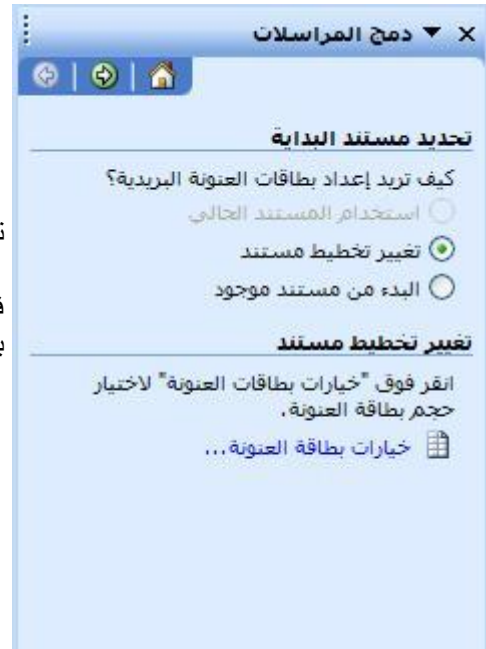 دمج المراسلات
تحديد مستند البداية
كيف تريد إعداد بطاقات العنونة البريدية؟
استخدام المستند الحالي
تغيير تخطيط مستند
البدء من مستند موجود
تغيير تخطيط مستند
انقر فوق "خيارات بطاقات العنونة" لاختيار
حجم بطاقة العنونة.
خيارات بطاقة العنونة...